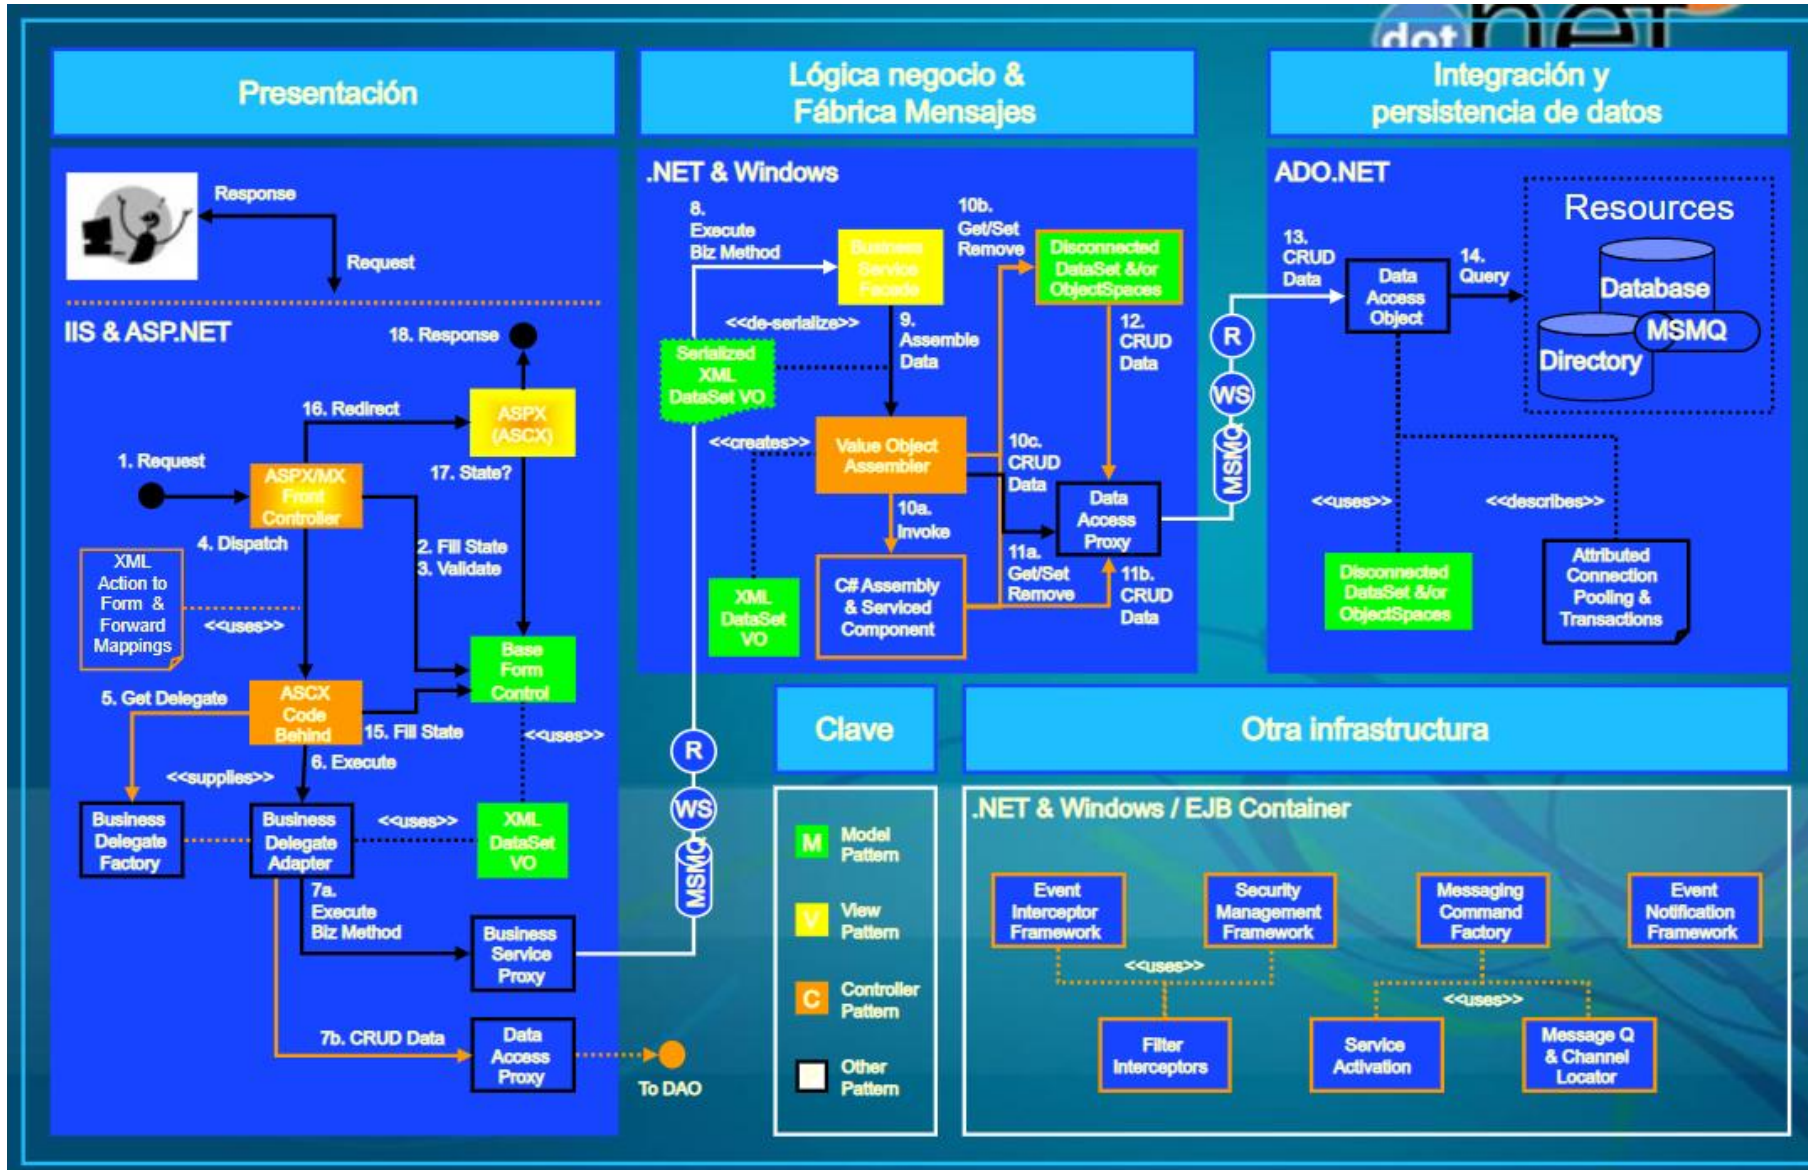 dot net
Presentación
Lógica negocio &
Fábrica Mensajes
Integración y
persistencia de datos
Response
Request
IIS & ASP.NET
18. Response
16. Redirect
ASPX
(ASCX)
1. Request
ASPX/MX
Front
Controller
17. State?
4. Dispatch
2. Fill State
3. Validate
XML
Action to
Form &
Forward
Mappings
<<uses>>
Base
Form
Control
5. Get Delegate
ASCX
Code
Behind
15. Fill State
<<uses>>
6. Execute
<<supplies>>
Business
Delegate
Factory
Business
Delegate
Adapter
<<uses>>
XML
DataSet
VO
7a.
Execute
Biz Method
Business
Service
Proxy
7b. CRUD Data
Data
Access
Proxy
To DAO
R
WS
MSMQ
.NET & Windows
8.
Execute
Biz Method
Business
Service
Facade
10b.
Get/Set
Remove
Disconnected
DataSet &/or
ObjectSpaces
<<de-serialize>>
9.
Assemble
Data
12.
CRUD
Data
Serialized
XML
DataSet VO
<<creates>>
Value Object
Assembler
10c.
CRUD
Data
Data
Access
Proxy
10a.
Invoke
11a.
Get/Set
Remove
11b.
CRUD
Data
XML
DataSet
VO
C# Assembly
& Serviced
Component
R
WS
MSMQ
ADO.NET
13.
CRUD
Data
Data
Access
Object
14.
Query
Resources
Database
MSMQ
Directory
<<uses>>
<<describes>>
Disconnected
DataSet &/or
ObjectSpaces
Attributed
Connection
Pooling &
Transactions
Clave
M Model
Pattern
V View
Pattern
C Controller
Pattern
Other
Pattern
Otra infrastructura
.NET & Windows / EJB Container
Event
Interceptor
Framework
Security
Management
Framework
Messaging
Command
Factory
Event
Notification
Framework
<<uses>>
<<uses>>
Filter
Interceptors
Service
Activation
Message Q
& Channel
Locator